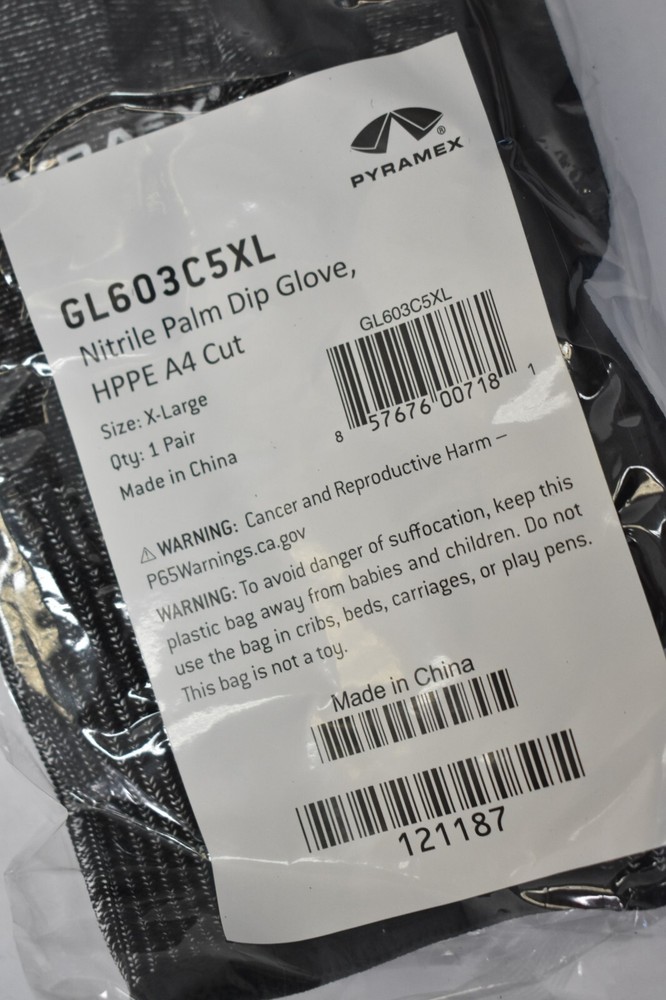 PYRAMEX
GL603C5XL
Nitrile Palm Dip Glove,
HPPE A4 Cut
Size: X-Large
Qty: 1 Pair
Made in China
GL603C5XL
8 57676 00718 1
⚠ WARNING: Cancer and Reproductive Harm –
P65Warnings.ca.gov
WARNING: To avoid danger of suffocation, keep this
plastic bag away from babies and children. Do not
use the bag in cribs, beds, carriages, or play pens.
This bag is not a toy.
Made in China
121187